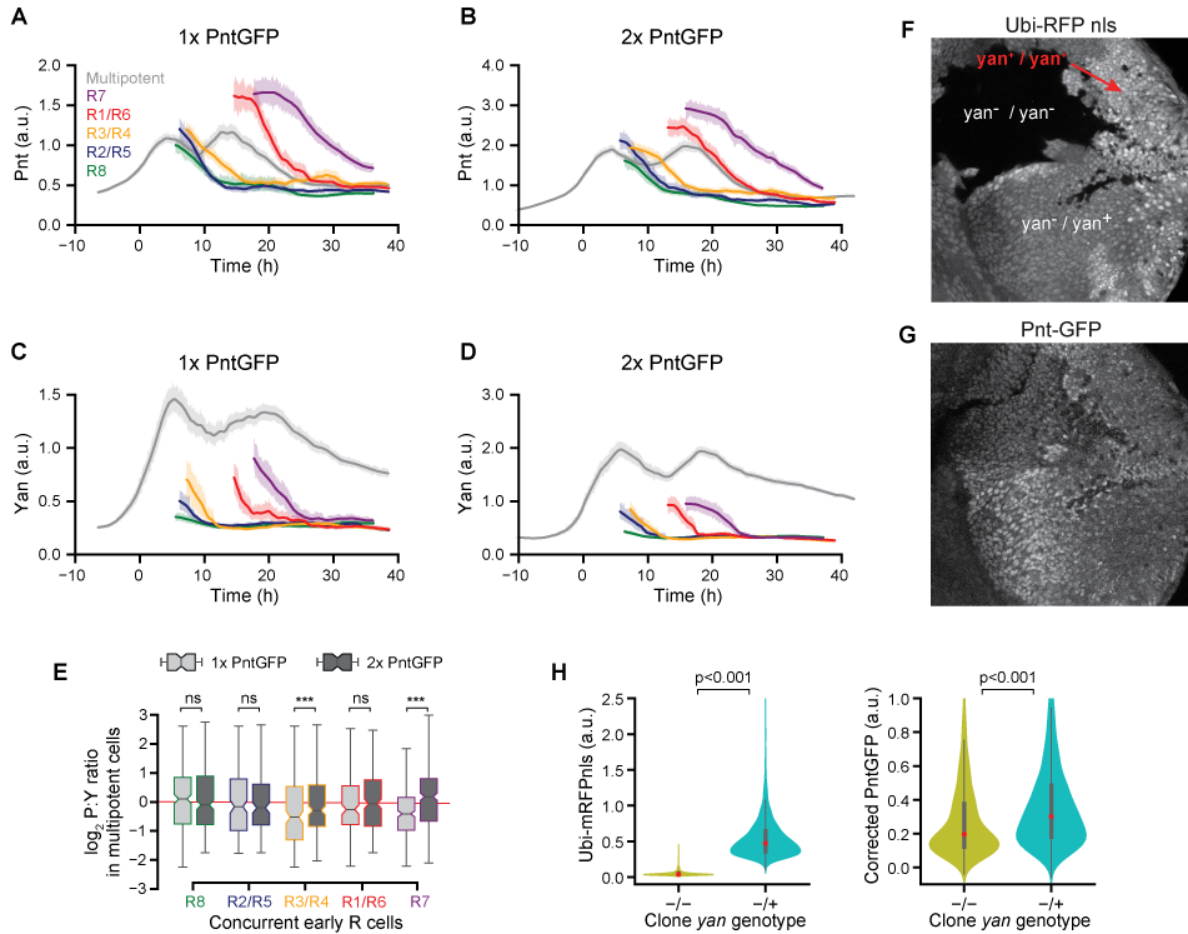 A
1x PntGFP
Pnt (a.u.)
2.0
1.5
1.0
0.5
0.0
Multipotent
R7
R1/R6
R3/R4
R2/R5
R8
−10
0
10
20
30
40
Time (h)
B
2x PntGFP
Pnt (a.u.)
4.0
3.0
2.0
1.0
0.0
−10
0
10
20
30
40
Time (h)
C
1x PntGFP
Yan (a.u.)
1.5
1.0
0.5
0.0
−10
0
10
20
30
40
Time (h)
D
2x PntGFP
Yan (a.u.)
3.0
2.0
1.0
0.0
−10
0
10
20
30
40
Time (h)
F
Ubi-RFP nls
yan⁺ / yan⁺
yan⁻ / yan⁻
yan⁻ / yan⁺
G
Pnt-GFP
E
1x PntGFP
2x PntGFP
log₂ P:Y ratio
in multipotent cells
3
2
1
0
−1
−2
−3
ns
ns
***
ns
***
R8
R2/R5
R3/R4
R1/R6
R7
Concurrent early R cells
H
p<0.001
Ubi-mRFPnls (a.u.)
2.5
2.0
1.5
1.0
0.5
0.0
−/−
−/+
Clone yan genotype
p<0.001
Corrected PntGFP (a.u.)
1.0
0.8
0.6
0.4
0.2
0.0
−/−
−/+
Clone yan genotype